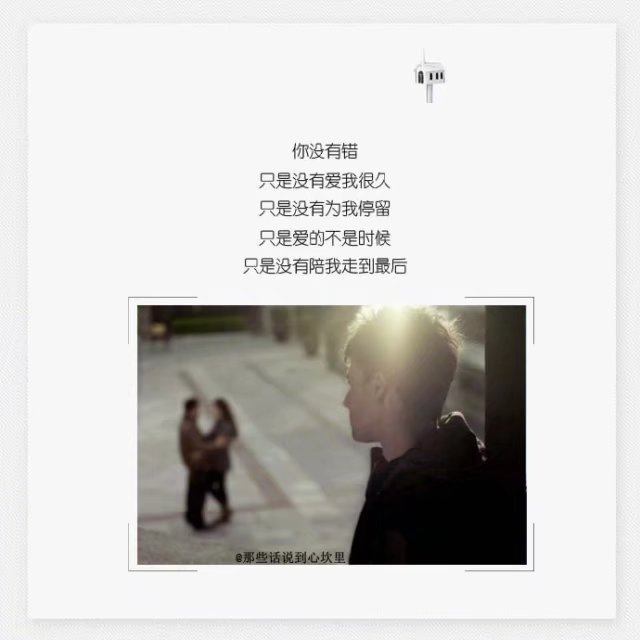 你没有错
只是没有爱我很久
只是没有为我停留
只是爱的不是时候
只是没有陪我走到最后
@那些话说到心坎里